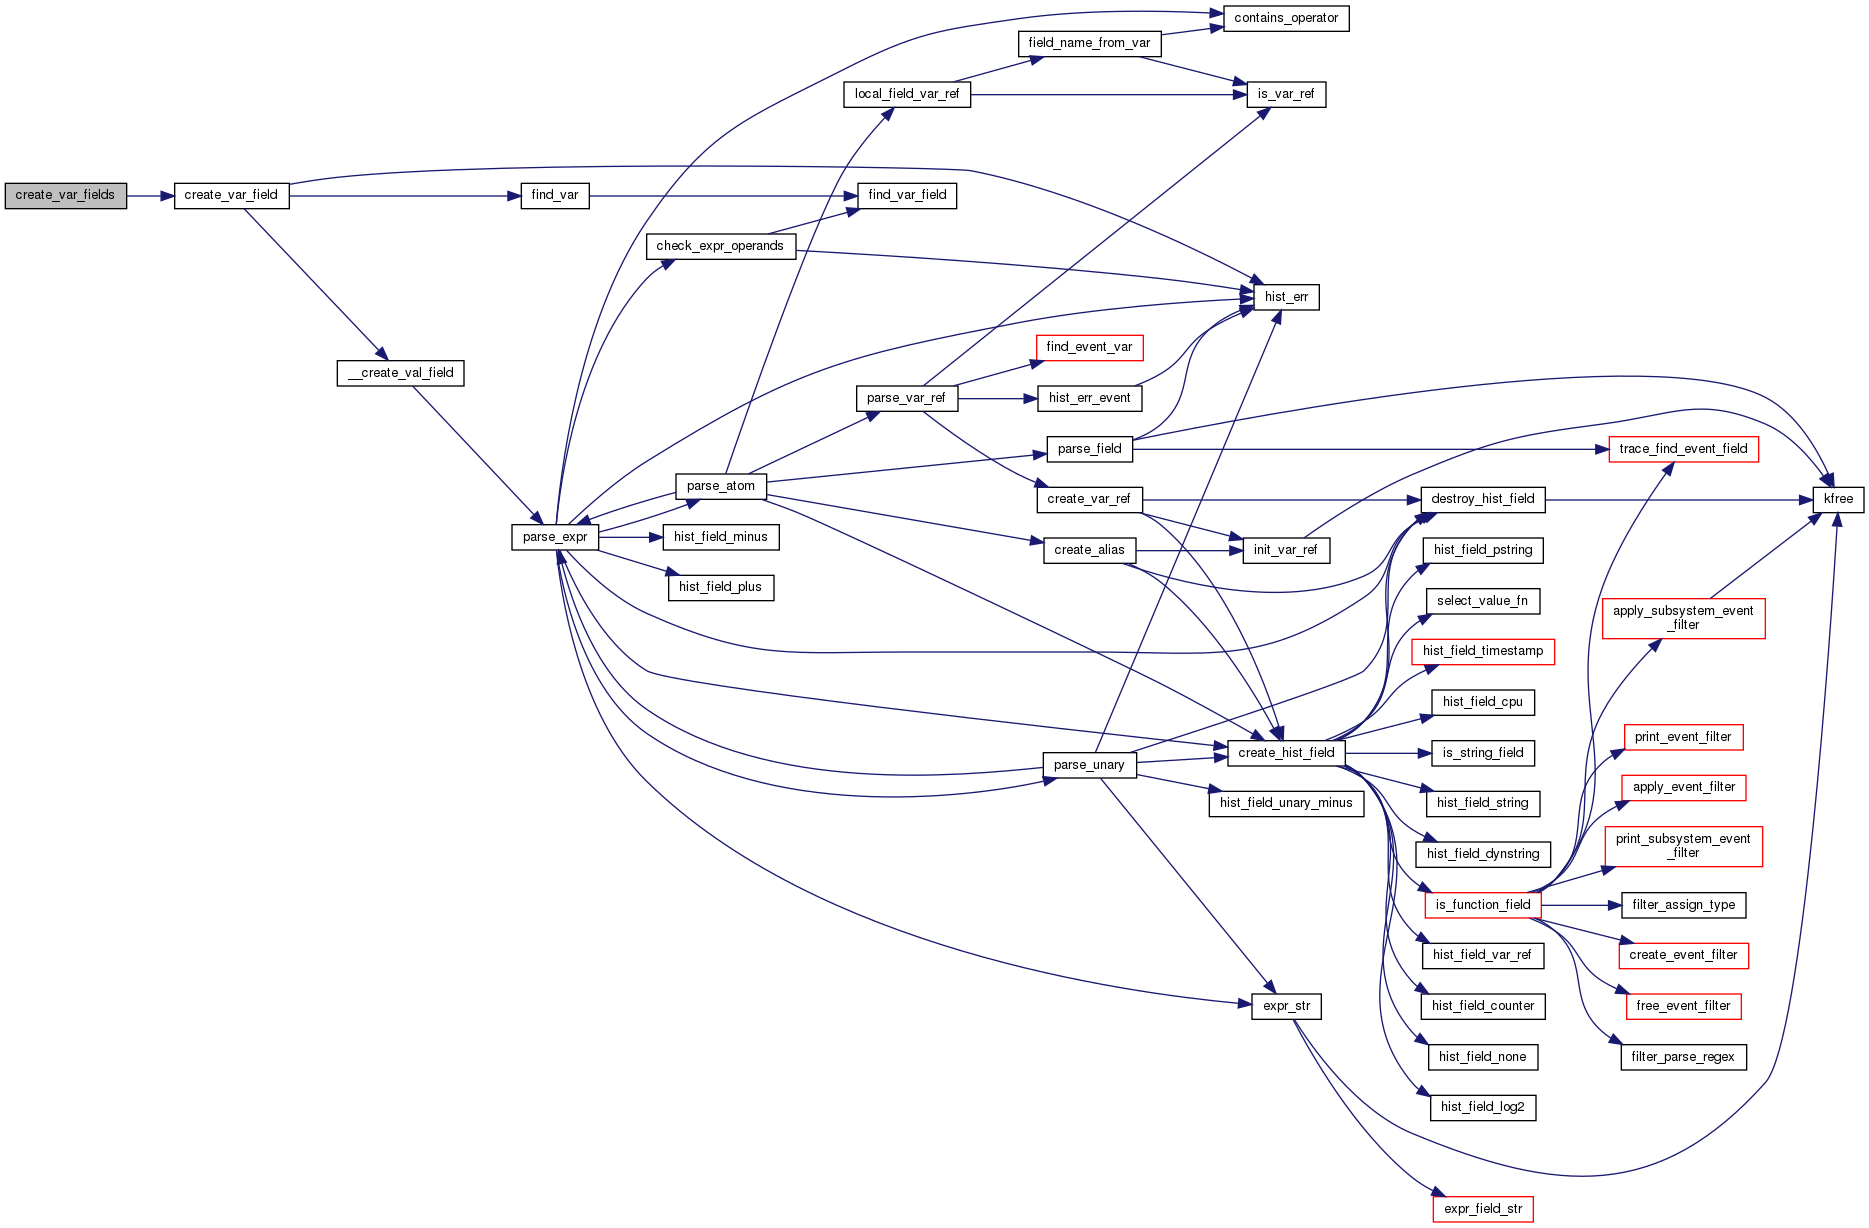 contains_operator
field_name_from_var
local_field_var_ref
is_var_ref
create_var_fields
create_var_field
find_var
find_var_field
check_expr_operands
hist_err
find_event_var
__create_val_field
parse_var_ref
hist_err_event
parse_field
trace_find_event_field
parse_atom
create_var_ref
destroy_hist_field
kfree
parse_expr
hist_field_minus
create_alias
init_var_ref
hist_field_pstring
hist_field_plus
select_value_fn
apply_subsystem_event
_filter
hist_field_timestamp
hist_field_cpu
print_event_filter
create_hist_field
is_string_field
parse_unary
hist_field_unary_minus
hist_field_string
apply_event_filter
hist_field_dynstring
print_subsystem_event
_filter
is_function_field
filter_assign_type
hist_field_var_ref
create_event_filter
expr_str
hist_field_counter
free_event_filter
hist_field_none
filter_parse_regex
hist_field_log2
expr_field_str